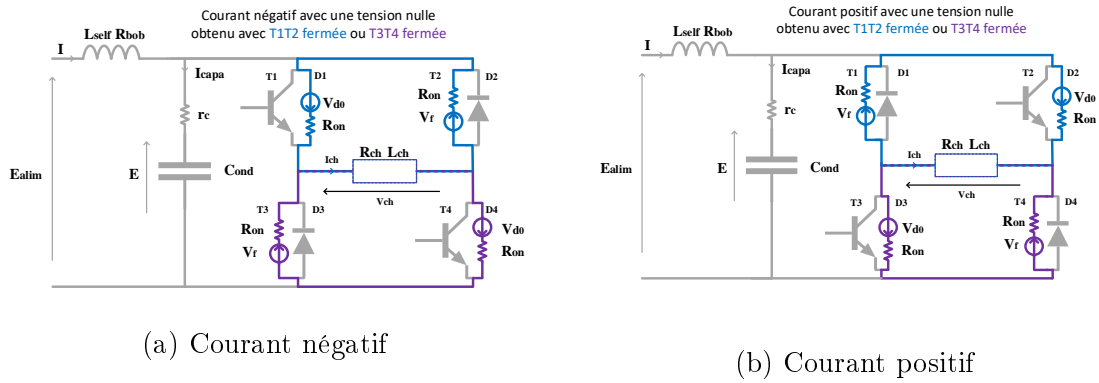 Courant négatif avec une tension nulle
obtenu avec T1T2 fermée ou T3T4 fermée
Lself Rbob
I
Icapa
T1
D1
T2
D2
Vd0
Ron
Ron
Vf
rc
Ich
Rch Lch
Ealim
E
Cond
Vch
T3
D3
T4
D4
Ron
Vf
Vd0
Ron
(a) Courant négatif
Courant positif avec une tension nulle
obtenu avec T1T2 fermée ou T3T4 fermée
Lself Rbob
I
Icapa
T1
D1
T2
D2
Ron
Vf
Vd0
Ron
rc
Ich
Rch Lch
Ealim
E
Cond
Vch
T3
D3
T4
D4
Vd0
Ron
Ron
Vf
(b) Courant positif